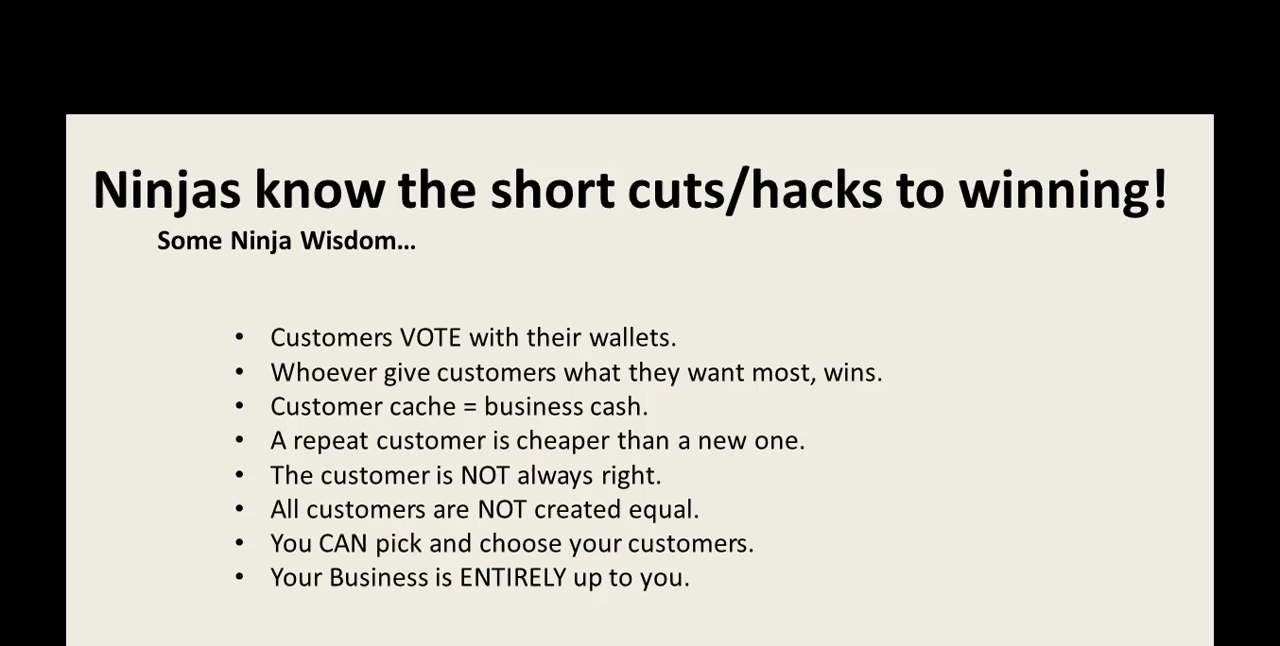 Ninjas know the short cuts/hacks to winning!
Some Ninja Wisdom...
• Customers VOTE with their wallets.
• Whoever give customers what they want most, wins.
• Customer cache = business cash.
• A repeat customer is cheaper than a new one.
• The customer is NOT always right.
• All customers are NOT created equal.
• You CAN pick and choose your customers.
• Your Business is ENTIRELY up to you.